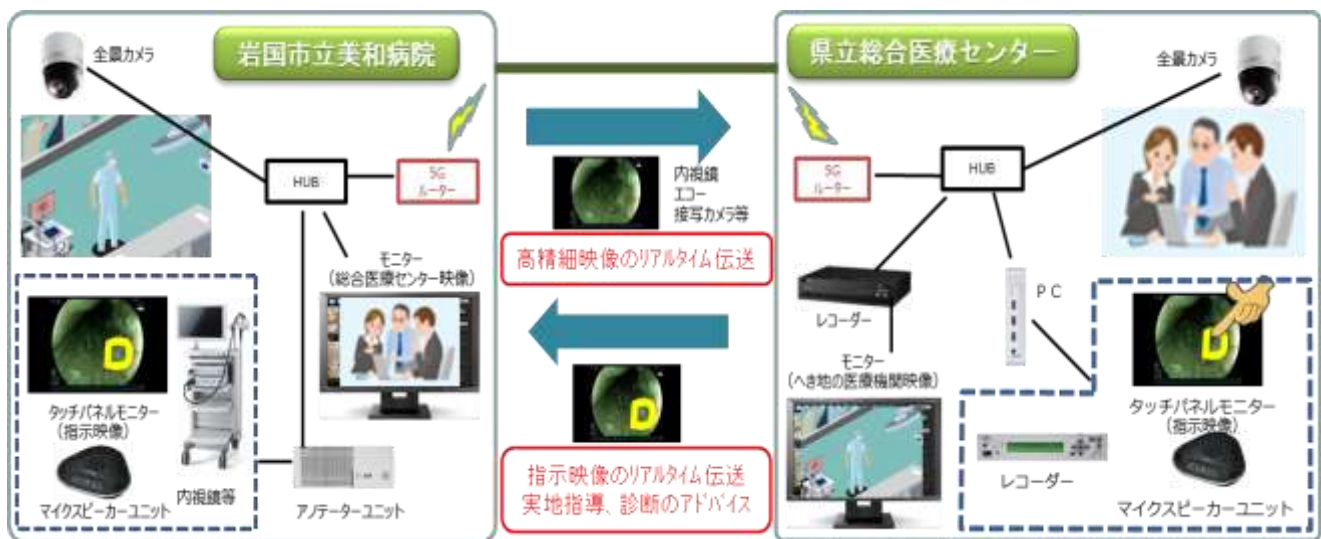 岩国市立美和病院
全景カメラ
HUB
5G
ルーター
モニター
(総合医療センター映像)
タッチパネルモニター
(指示映像)
マイクスピーカーユニット
内視鏡等
アノテーターユニット
内視鏡
エコー
接写カメラ等
高精細映像のリアルタイム伝送
指示映像のリアルタイム伝送
実地指導、診断のアドバイス
県立総合医療センター
全景カメラ
5G
ルーター
HUB
レコーダー
PC
モニター
(へき地の医療機関映像)
タッチパネルモニター
(指示映像)
レコーダー
マイクスピーカーユニット